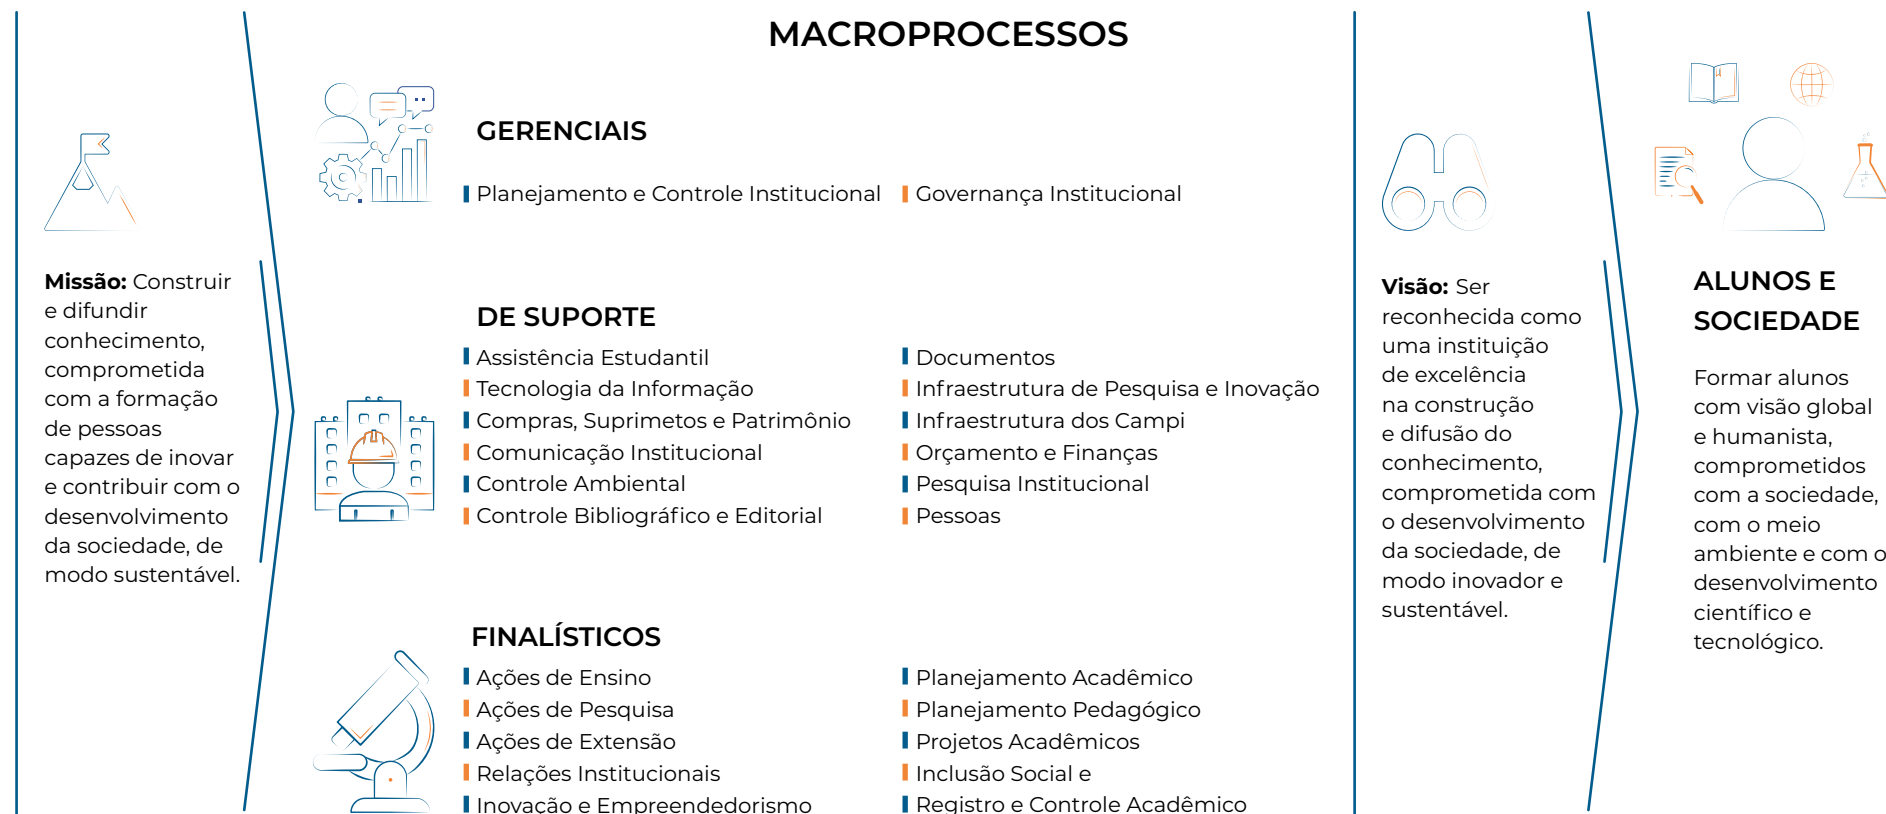 MACROPROCESSOS
Missão: Construir
e difundir
conhecimento,
comprometida
com a formação
de pessoas
capazes de inovar
e contribuir com o
desenvolvimento
da sociedade, de
modo sustentável.
GERENCIAIS
Planejamento e Controle Institucional
Governança Institucional
DE SUPORTE
Assistência Estudantil
Tecnologia da Informação
Compras, Suprimetos e Patrimônio
Comunicação Institucional
Controle Ambiental
Controle Bibliográfico e Editorial
Documentos
Infraestrutura de Pesquisa e Inovação
Infraestrutura dos Campi
Orçamento e Finanças
Pesquisa Institucional
Pessoas
FINALÍSTICOS
Ações de Ensino
Ações de Pesquisa
Ações de Extensão
Relações Institucionais
Inovação e Empreendedorismo
Planejamento Acadêmico
Planejamento Pedagógico
Projetos Acadêmicos
Inclusão Social e
Registro e Controle Acadêmico
Visão: Ser
reconhecida como
uma instituição
de excelência
na construção
e difusão do
conhecimento,
comprometida com
o desenvolvimento
da sociedade, de
modo inovador e
sustentável.
ALUNOS E
SOCIEDADE
Formar alunos
com visão global
e humanista,
comprometidos
com a sociedade,
com o meio
ambiente e com o
desenvolvimento
científico e
tecnológico.